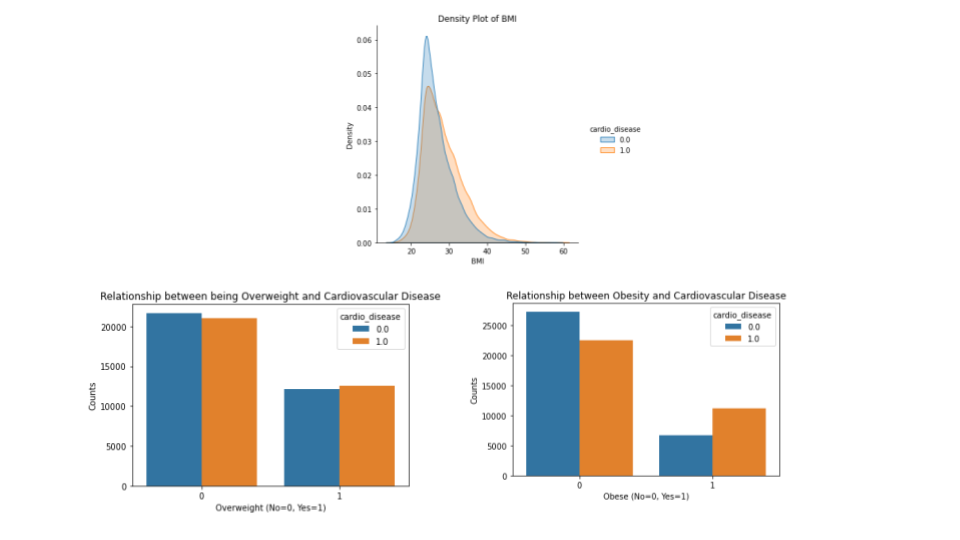 Density Plot of BMI
0.06
0.05
0.04
0.03
0.02
0.01
0.00
Density
20 30 40 50 60
BMI
cardio_disease
0.0
1.0
Relationship between being Overweight and Cardiovascular Disease
20000
15000
10000
5000
0
Counts
0 1
Overweight (No=0, Yes=1)
cardio_disease
0.0
1.0
Relationship between Obesity and Cardiovascular Disease
25000
20000
15000
10000
5000
0
Counts
0 1
Obese (No=0, Yes=1)
cardio_disease
0.0
1.0